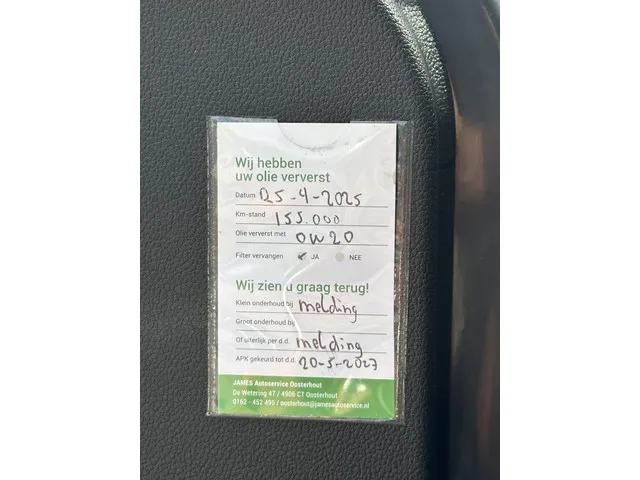 Wij hebben
uw olie ververst
Datum 25-4-2025
Km-stand 155.000
Olie ververst met 0W20
Filter vervangen ✓ JA NEE
Wij zien u graag terug!
Klein onderhoud bij melding
Groot onderhoud bij
Of uiterlijk per d.d. melding
APK gekeurd tot d.d. 20-5-2027
JAMES Autoservice Oosterhout
De Wetering 47 / 4906 CT Oosterhout
0162 - 452 495 / oosterhout@jamesautoservice.nl